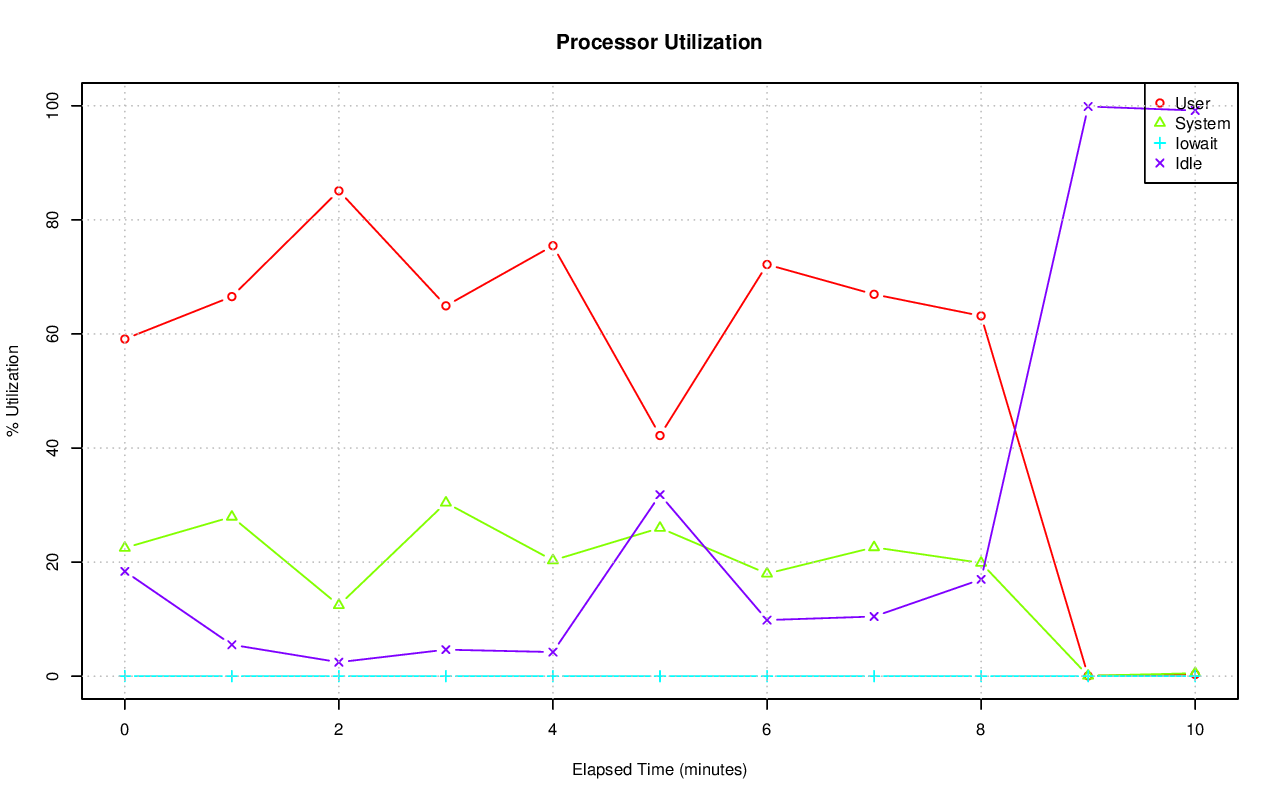 Processor Utilization
% Utilization
100
80
60
40
20
0
User
System
Iowait
Idle
0 2 4 6 8 10
Elapsed Time (minutes)